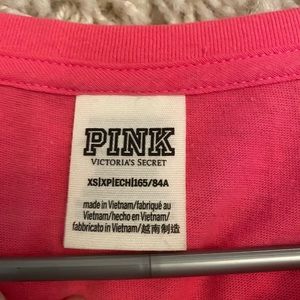 PINK
VICTORIA'S SECRET
XS|XP|ECH|165/84A
made in Vietnam/fabriqué au
Vietnam/hecho en Vietnam/
fabbricato in Vietnam/越南制造